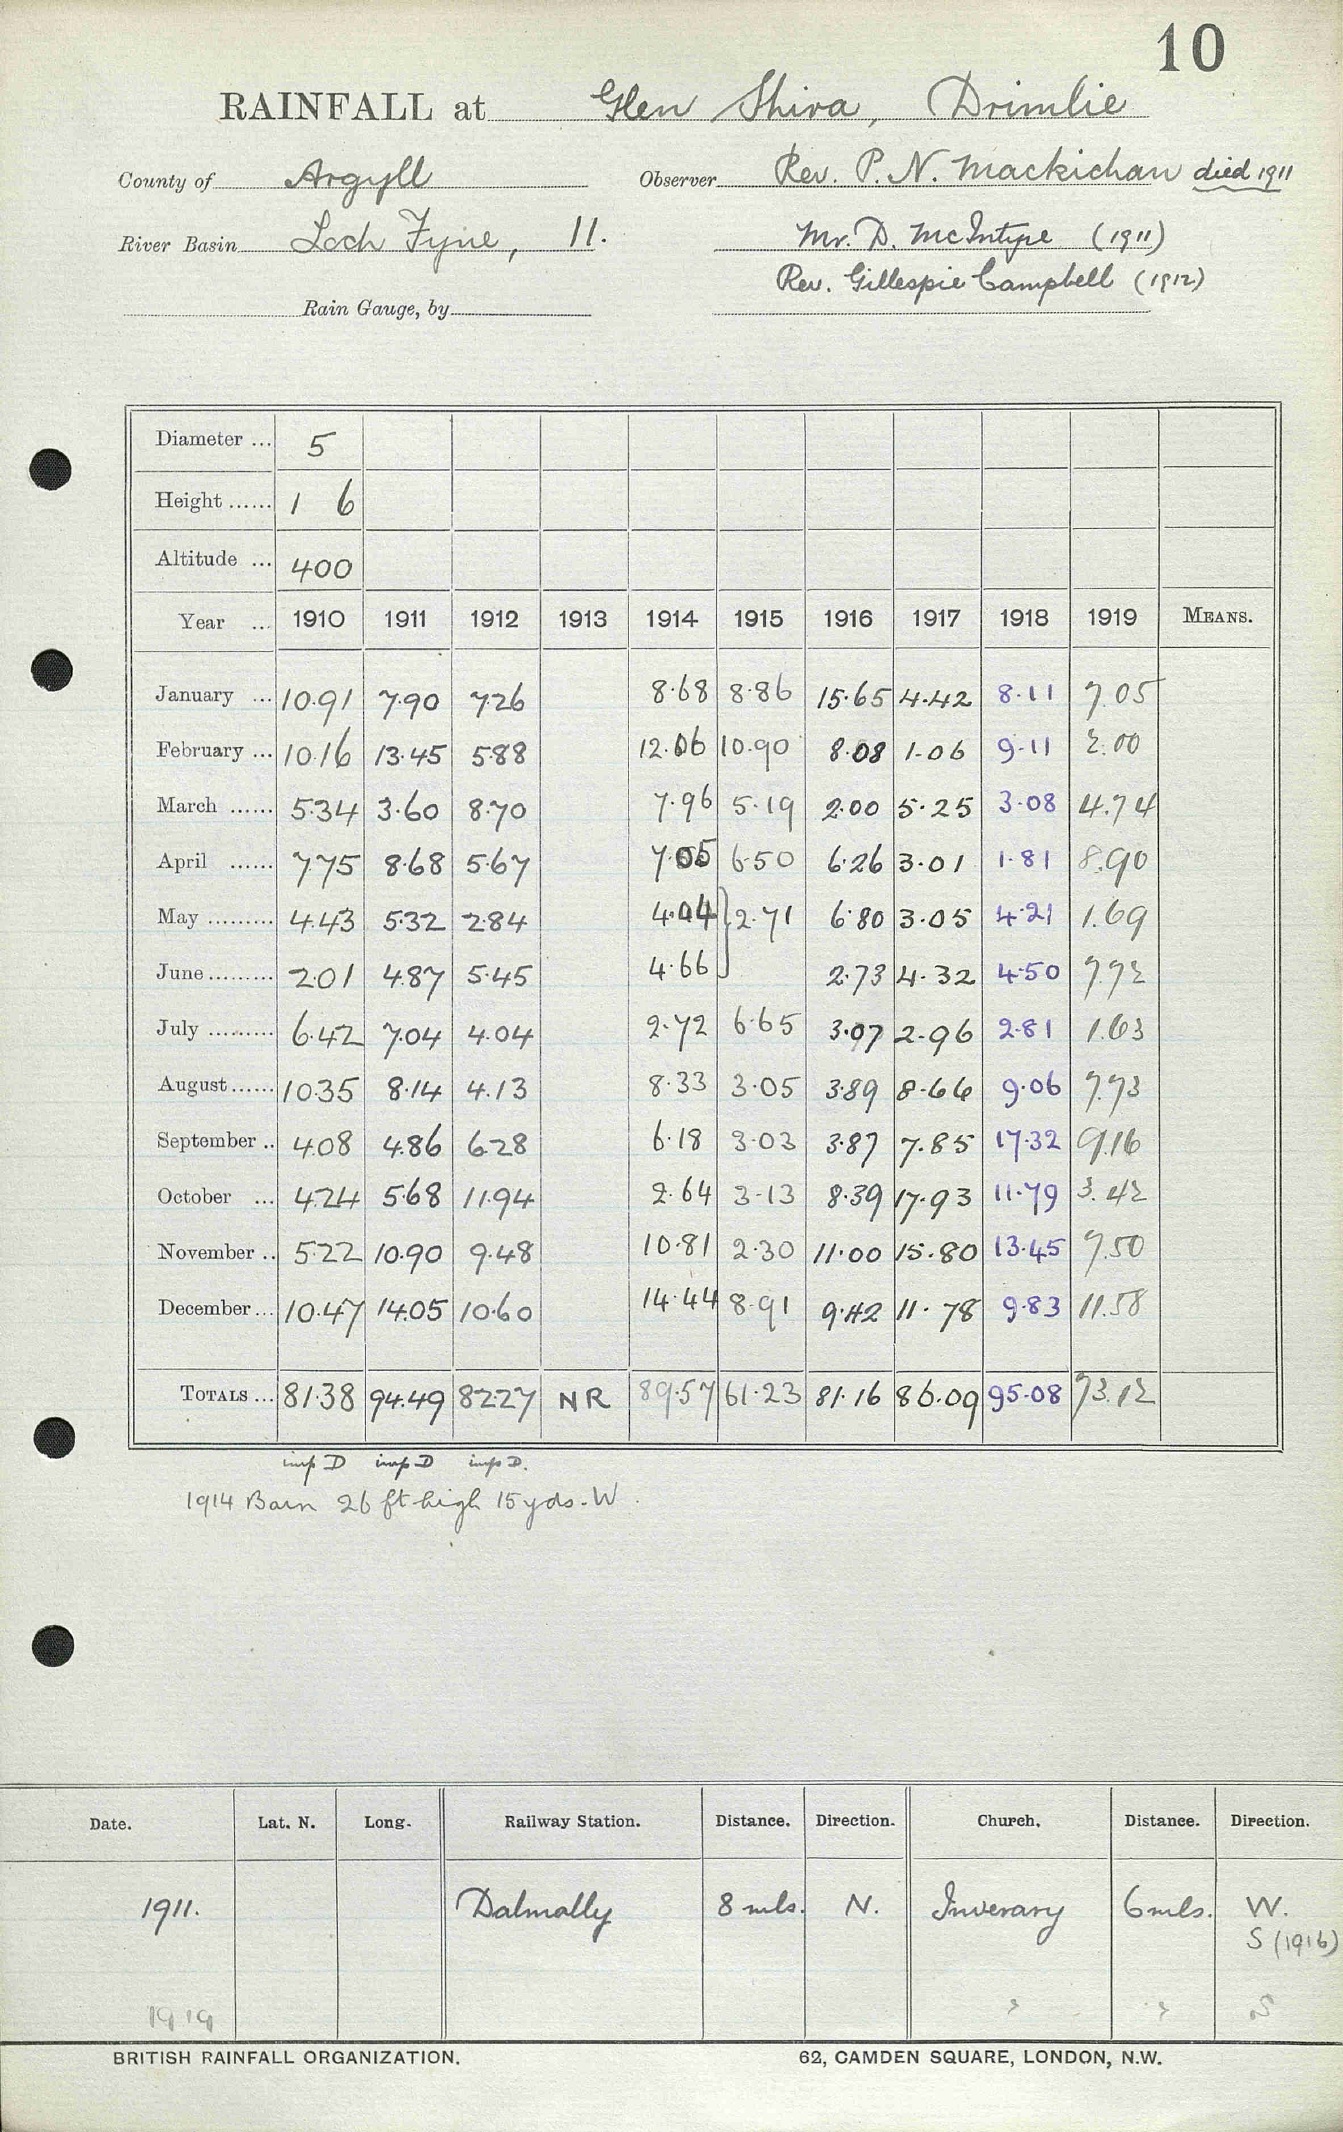 10
RAINFALL at Glen Shira, Drimlie
County of Argyll Observer Rev. P. N. Mackichan died 1911
River Basin Loch Fyne, 11. Mr. D. McIntyre (1911)
Rev. Gillespie Campbell (1912)
Rain Gauge, by
Diameter ... 5
Height ...... 1 6
Altitude ... 400
Year ... 1910 1911 1912 1913 1914 1915 1916 1917 1918 1919 MEANS.
January ... 10.91 7.90 7.26 8.68 8.86 15.65 4.42 8.11 7.05
February ... 10.16 13.45 5.88 12.06 10.90 8.08 1.06 9.11 2.00
March ...... 5.34 3.60 8.70 7.96 5.19 2.00 5.25 3.08 4.74
April ...... 7.75 8.68 5.67 7.05 6.50 6.26 3.01 1.81 8.90
May ......... 4.43 5.32 2.84 4.04 } 2.71 6.80 3.05 4.21 1.69
June ......... 2.01 4.87 5.45 4.66 2.73 4.32 4.50 7.72
July ......... 6.42 7.04 4.04 2.72 6.65 3.07 2.96 2.81 1.63
August ...... 10.35 8.14 4.13 8.33 3.05 3.89 8.66 9.06 7.73
September .. 4.08 4.86 6.28 6.18 3.03 3.87 7.85 17.32 9.16
October ... 4.24 5.68 11.94 2.64 3.13 8.39 17.93 11.79 3.42
November .. 5.22 10.90 9.48 10.81 2.30 11.00 15.80 13.45 7.50
December ... 10.47 14.05 10.60 14.44 8.91 9.42 11.78 9.83 11.58
TOTALS ... 81.38 94.49 82.27 NR 89.57 61.23 81.16 86.09 95.08 73.12
imp D imp D imp D.
1914 Barn 26 ft high 15 yds. W.
Date. Lat. N. Long. Railway Station. Distance. Direction. Church. Distance. Direction.
1911. Dalmally 8 mls. N. Inverary 6 mls. W.
S (1916)
1919 ? ? S
BRITISH RAINFALL ORGANIZATION. 62, CAMDEN SQUARE, LONDON, N.W.